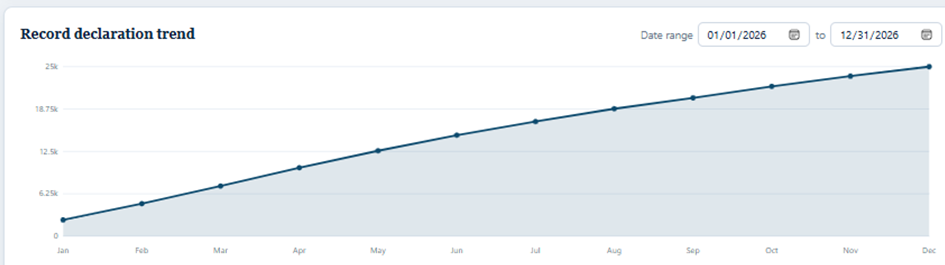 Record declaration trend
Date range 01/01/2026 to 12/31/2026
25k
18.75k
12.5k
6.25k
0
Jan Feb Mar Apr May Jun Jul Aug Sep Oct Nov Dec